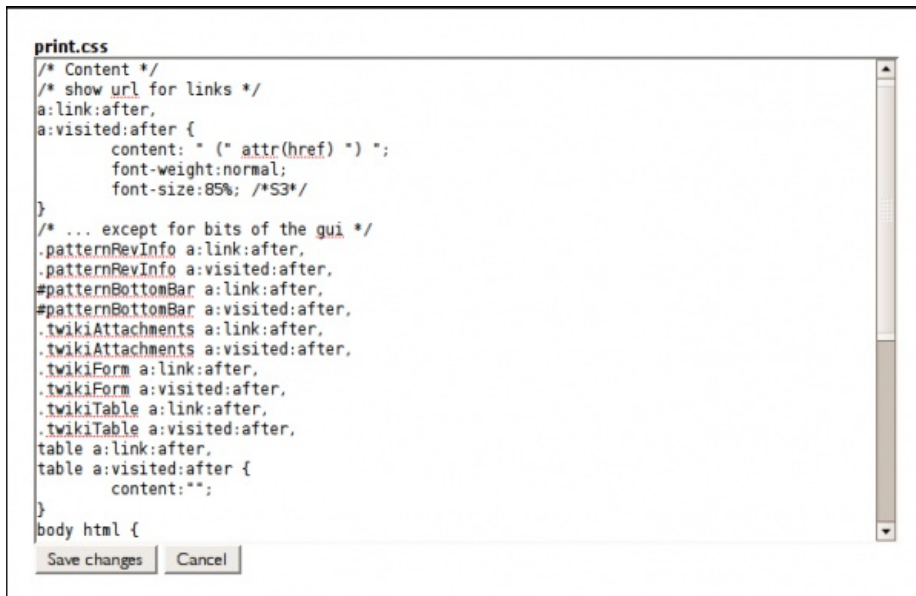 print.css
/* Content */
/* show url for links */
a:link:after,
a:visited:after {
content: " (" attr(href) ") ";
font-weight:normal;
font-size:85%; /*S3*/
}
/* ... except for bits of the gui */
.patternRevInfo a:link:after,
.patternRevInfo a:visited:after,
#patternBottomBar a:link:after,
#patternBottomBar a:visited:after,
.twikiAttachments a:link:after,
.twikiAttachments a:visited:after,
.twikiForm a:link:after,
.twikiForm a:visited:after,
.twikiTable a:link:after,
.twikiTable a:visited:after,
table a:link:after,
table a:visited:after {
content:"";
}
body html {
Save changes Cancel